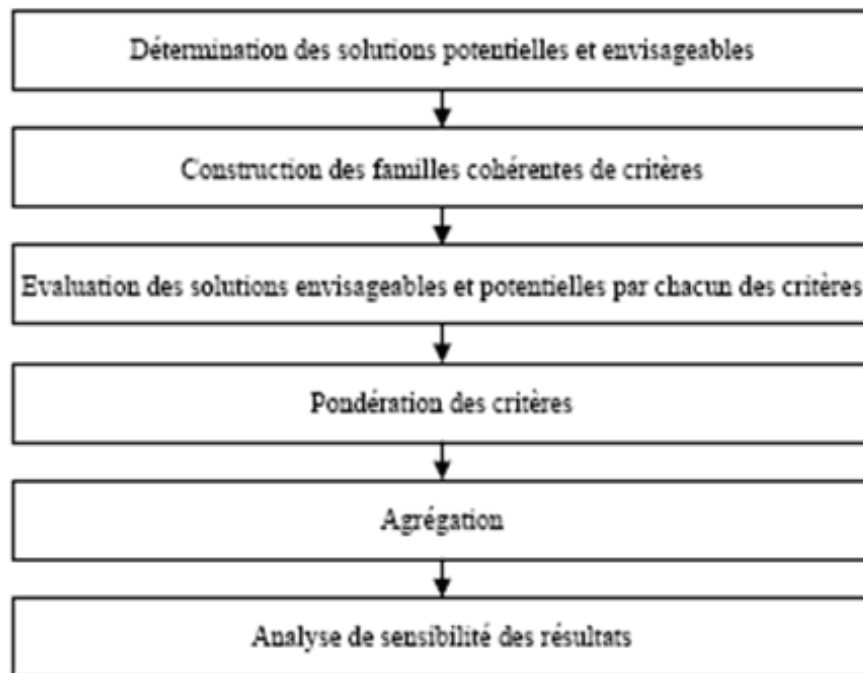 Détermination des solutions potentielles et envisageables
Construction des familles cohérentes de critères
Evaluation des solutions envisageables et potentielles par chacun des critères
Pondération des critères
Agrégation
Analyse de sensibilité des résultats